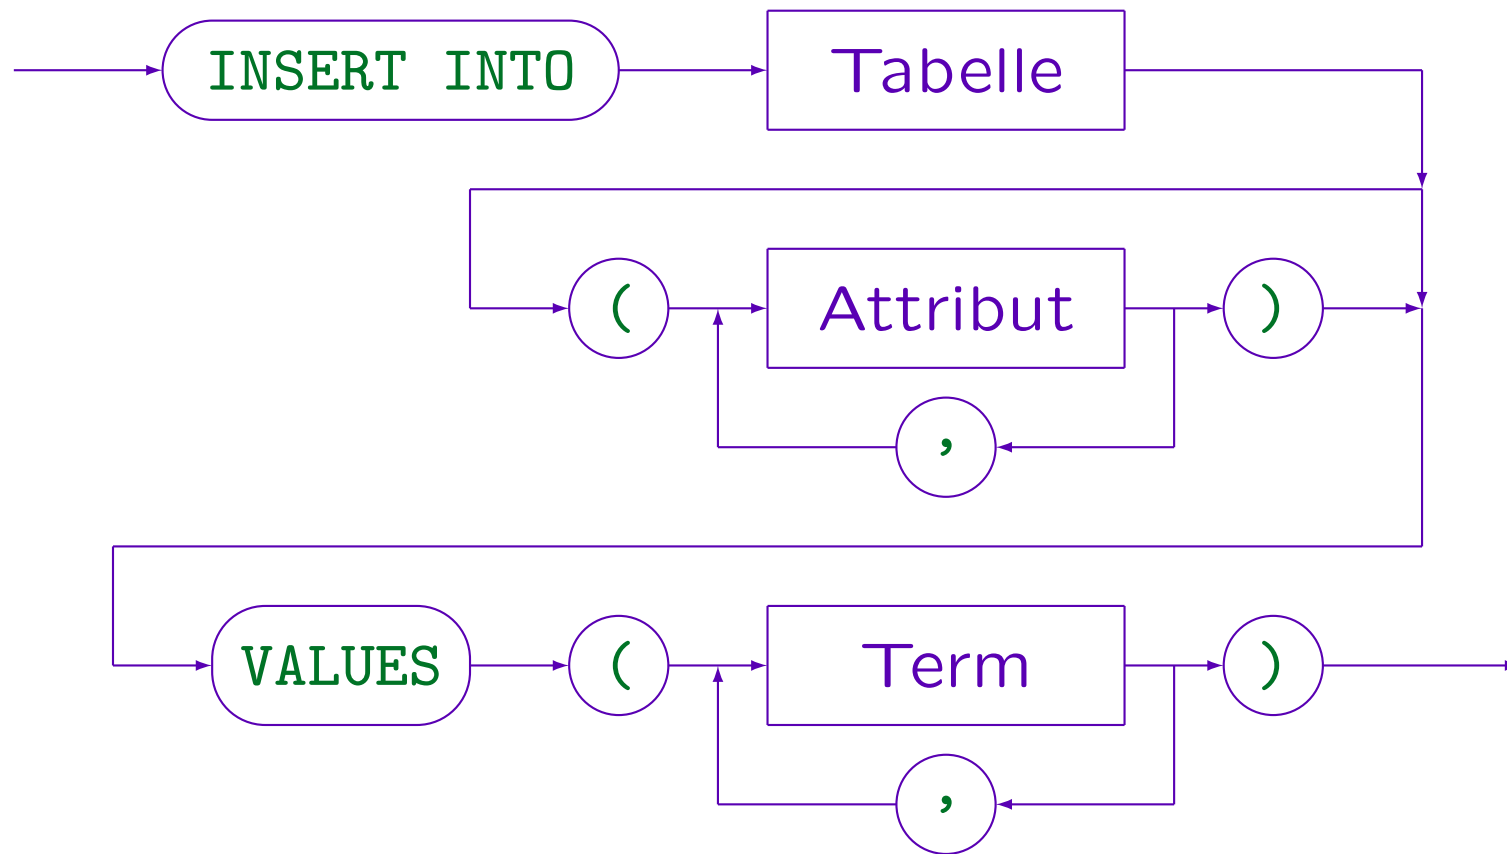 INSERT INTO Tabelle
( Attribut )
,
VALUES ( Term )
,